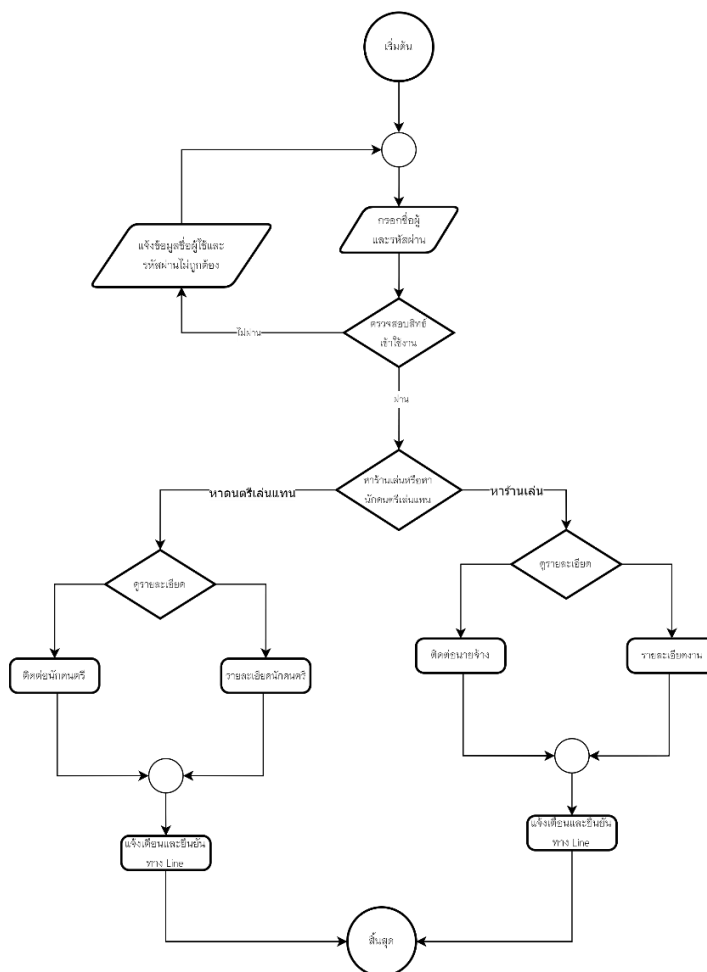 เริ่มต้น
กรอกชื่อผู้
และรหัสผ่าน
แจ้งข้อมูลชื่อผู้ใช้และ
รหัสผ่านไม่ถูกต้อง
ตรวจสอบสิทธ์
เข้าใช้งาน
ไม่ผ่าน
ผ่าน
หาร้านเล่นหรือหา
นักดนตรีเล่นแทน
หาดนตรีเล่นแทน
หาร้านเล่น
ดูรายละเอียด
ดูรายละเอียด
ติดต่อนักดนตรี
รายละเอียดนักดนตรี
ติดต่อนายจ้าง
รายละเอียดงาน
แจ้งเตือนและยืนยัน
ทาง Line
แจ้งเตือนและยืนยัน
ทาง Line
สิ้นสุด